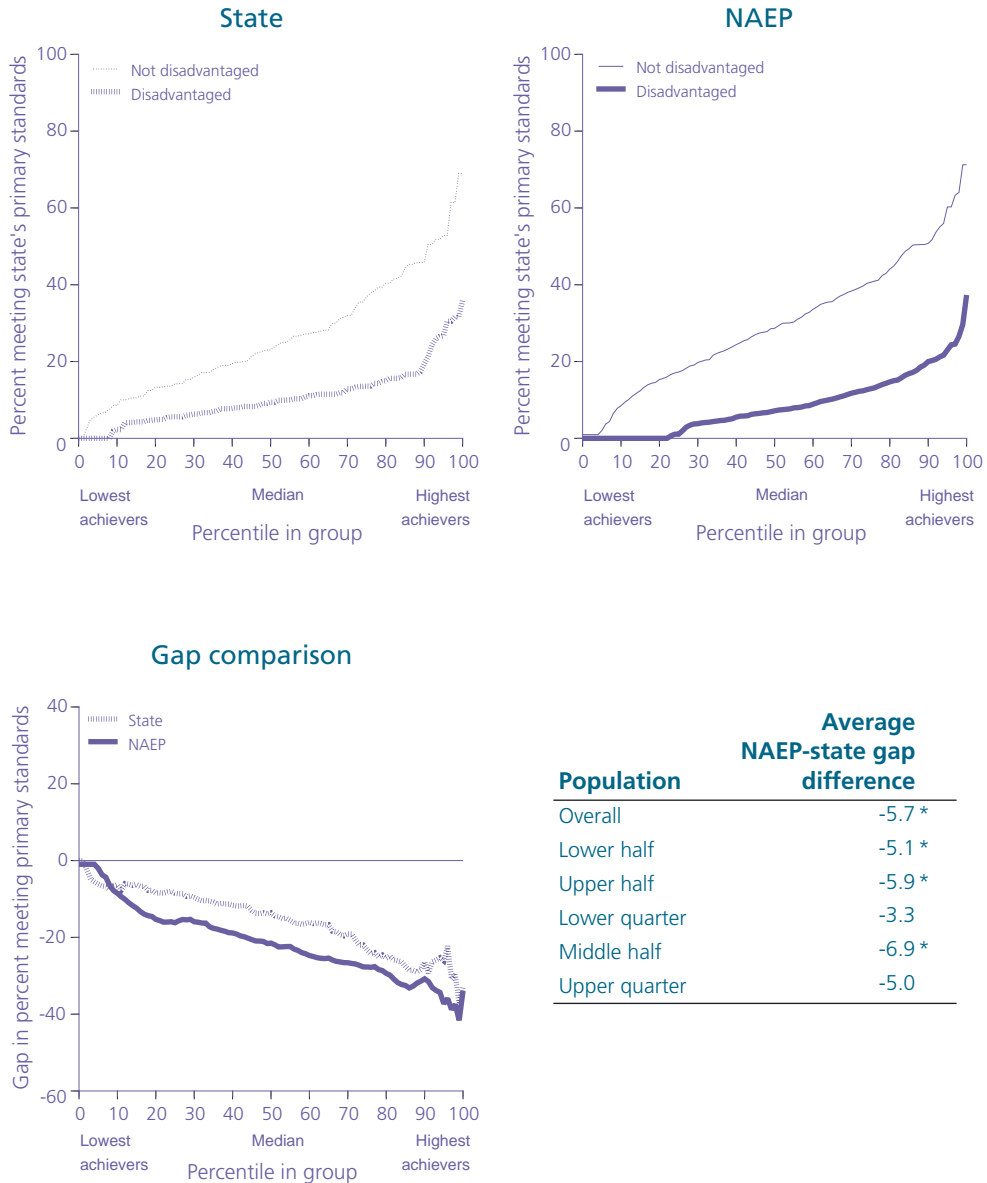 State
Percent meeting state's primary standards
100
80
60
40
20
0
Not disadvantaged
Disadvantaged
0 10 20 30 40 50 60 70 80 90 100
Lowest achievers
Median
Highest achievers
Percentile in group
NAEP
Percent meeting state's primary standards
100
80
60
40
20
0
Not disadvantaged
Disadvantaged
0 10 20 30 40 50 60 70 80 90 100
Lowest achievers
Median
Highest achievers
Percentile in group
Gap comparison
Gap in percent meeting primary standards
40
20
0
-20
-40
-60
State
NAEP
0 10 20 30 40 50 60 70 80 90 100
Lowest achievers
Median
Highest achievers
Percentile in group
Average
NAEP-state gap
Population difference
Overall -5.7 *
Lower half -5.1 *
Upper half -5.9 *
Lower quarter -3.3
Middle half -6.9 *
Upper quarter -5.0